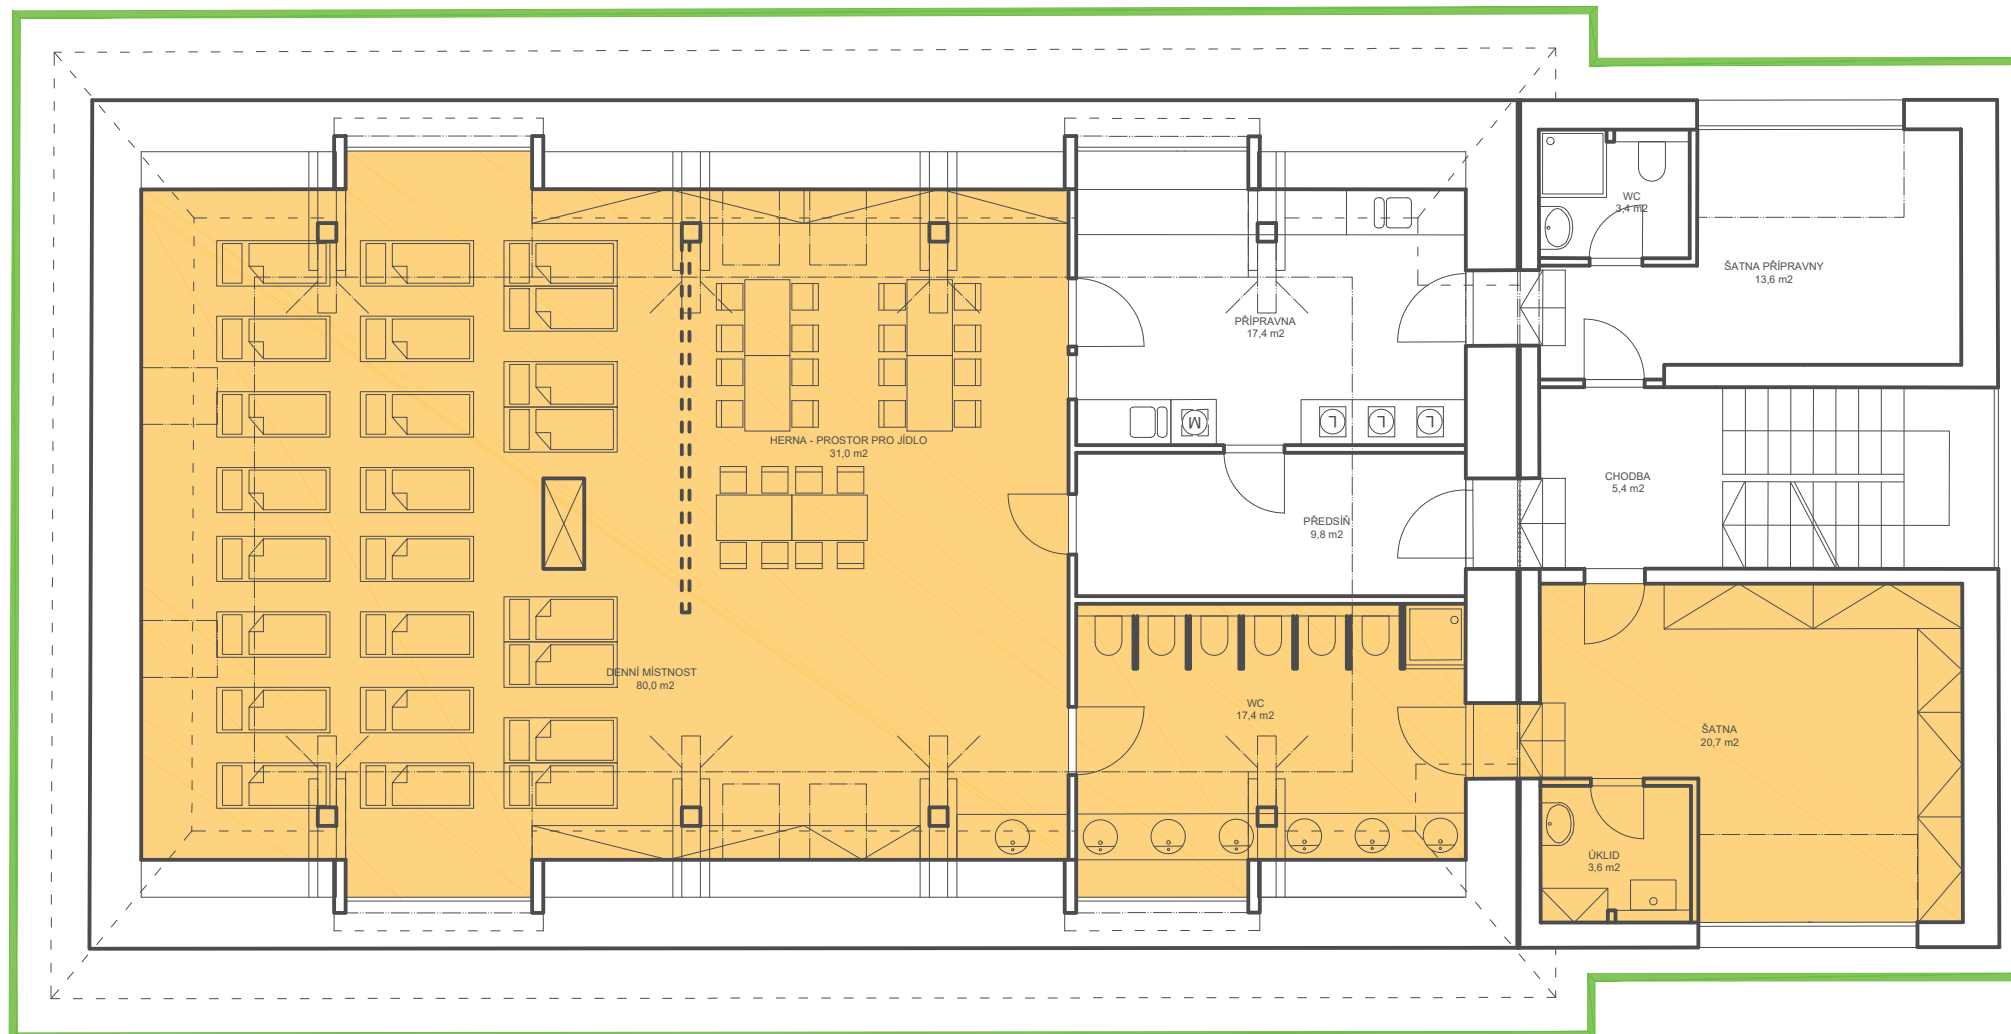 WC
3,4 m2
ŠATNA PŘÍPRAVNY
13,6 m2
PŘÍPRAVNA
17,4 m2
M
L
L
L
HERNA - PROSTOR PRO JÍDLO
31,0 m2
CHODBA
5,4 m2
PŘEDSÍŇ
9,8 m2
DENNÍ MÍSTNOST
80,0 m2
WC
17,4 m2
ŠATNA
20,7 m2
ÚKLID
3,6 m2